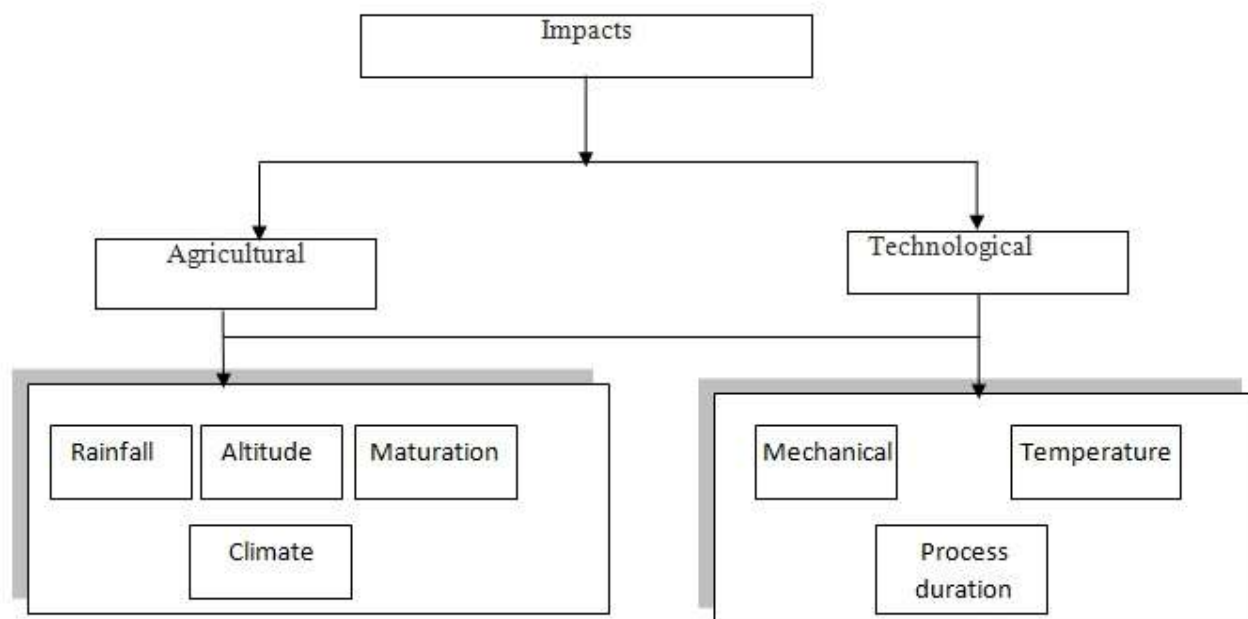 Impacts
Agricultural
Technological
Rainfall
Altitude
Maturation
Climate
Mechanical
Temperature
Process
duration